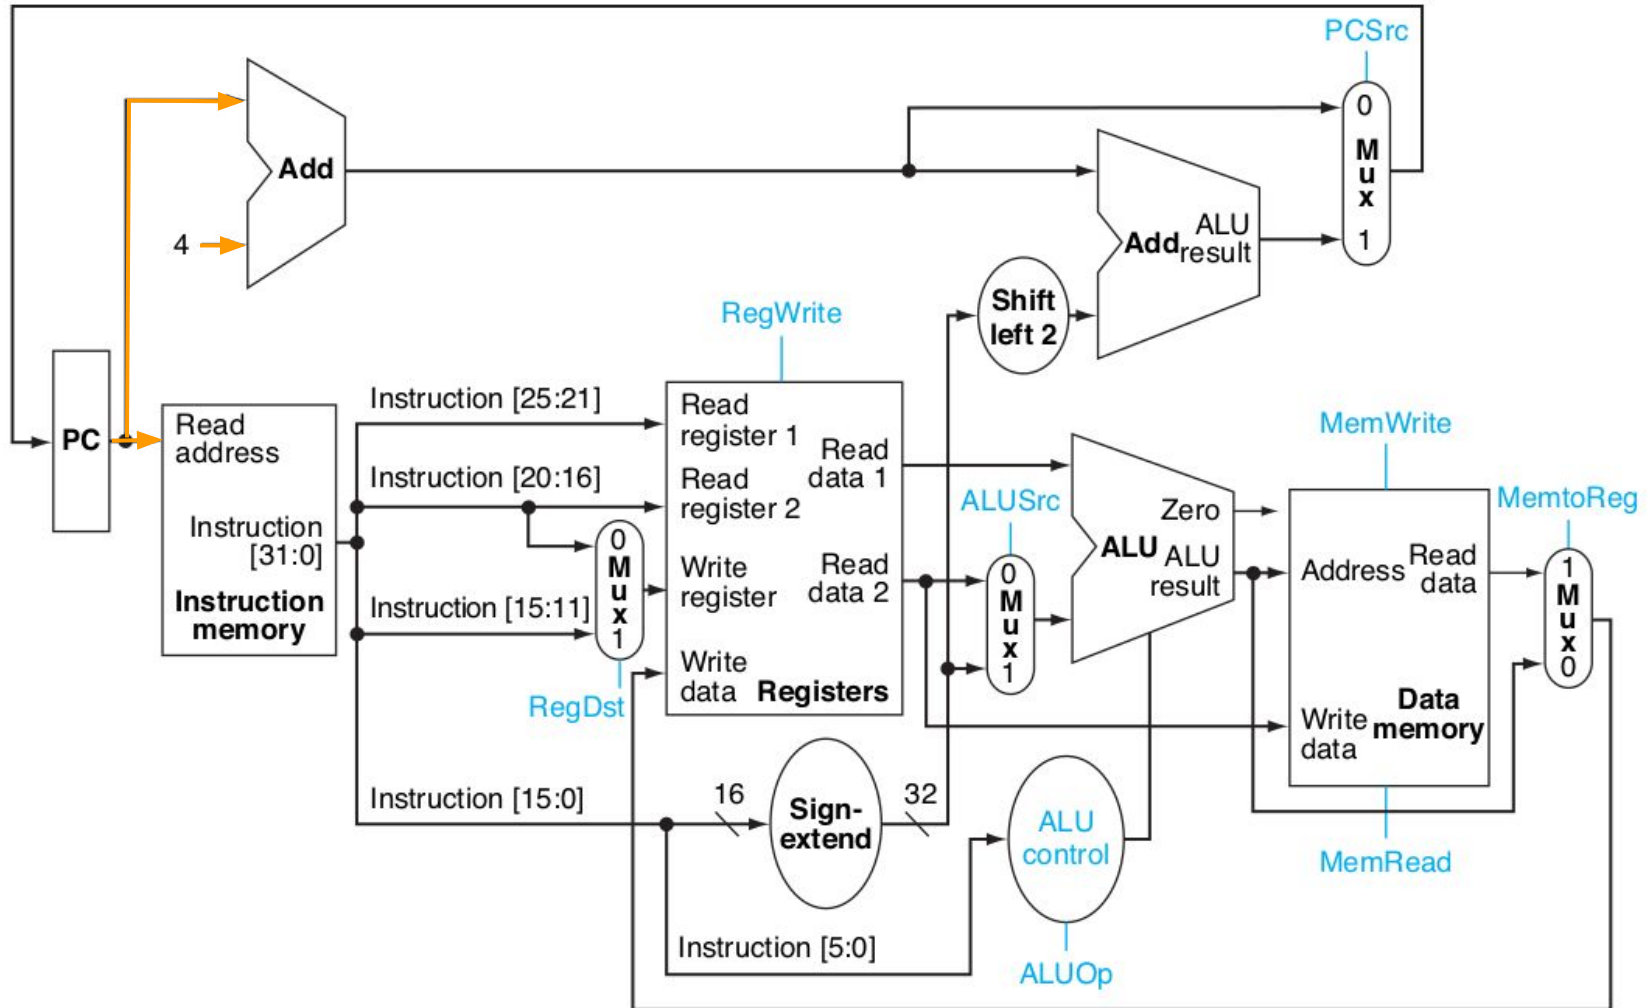 PCSrc
0
M
u
x
1
Add
4
Add
ALU
result
Shift
left 2
RegWrite
PC
Read
address
Instruction
[31:0]
Instruction
memory
Instruction [25:21]
Instruction [20:16]
Instruction [15:11]
Instruction [15:0]
0
M
u
x
1
RegDst
Read
register 1
Read
register 2
Write
register
Write
data
Read
data 1
Read
data 2
Registers
16
Sign-
extend
32
Instruction [5:0]
ALUSrc
0
M
u
x
1
Zero
ALU
ALU
result
ALU
control
ALUOp
MemWrite
Address
Read
data
Write
data
Data
memory
MemRead
MemtoReg
1
M
u
x
0